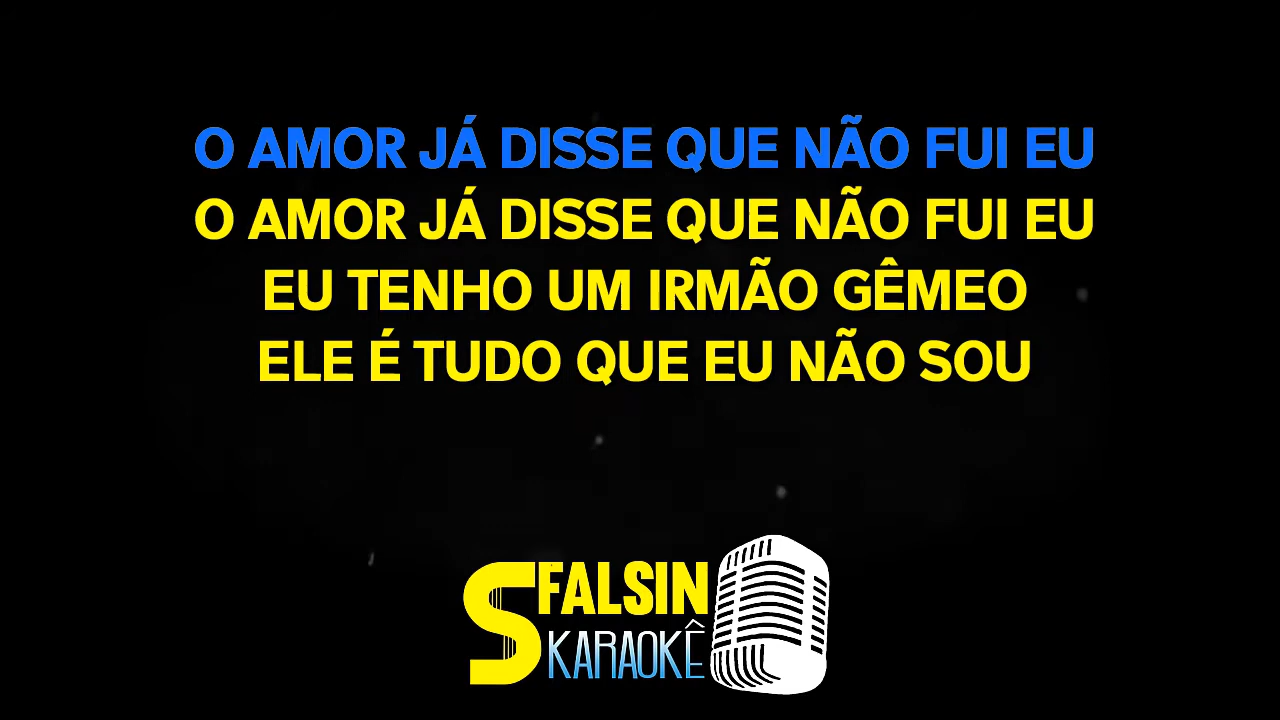 O AMOR JÁ DISSE QUE NÃO FUI EU
O AMOR JÁ DISSE QUE NÃO FUI EU
EU TENHO UM IRMÃO GÊMEO
ELE É TUDO QUE EU NÃO SOU
S FALSIN
KARAOKÊ